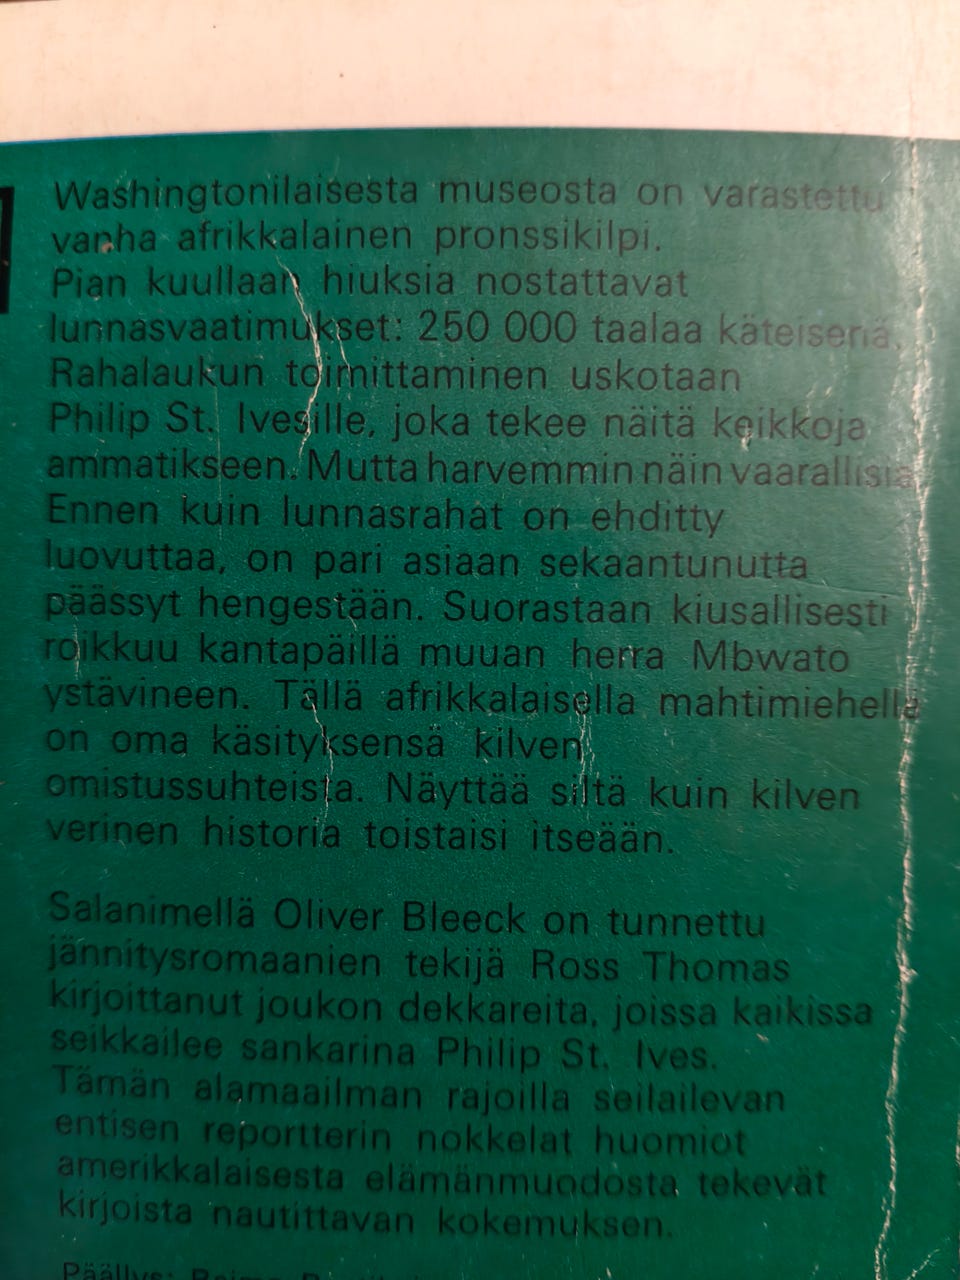 Washingtonilaisesta museosta on varastettu
vanha afrikkalainen pronssikilpi.
Pian kuullaan hiuksia nostattavat
lunnasvaatimukset: 250 000 taalaa käteisenä.
Rahalaukun toimittaminen uskotaan
Philip St. Ivesille, joka tekee näitä keikkoja
ammatikseen. Mutta harvemmin näin vaarallisia.
Ennen kuin lunnasrahat on ehditty
luovuttaa, on pari asiaan sekaantunutta
päässyt hengestään. Suorastaan kiusallisesti
roikkuu kantapäillä muuan herra Mbwato
ystävineen. Tällä afrikkalaisella mahtimiehellä
on oma käsityksensä kilven
omistussuhteista. Näyttää siltä kuin kilven
verinen historia toistaisi itseään.
Salanimellä Oliver Bleeck on tunnettu
jännitysromaanien tekijä Ross Thomas
kirjoittanut joukon dekkareita, joissa kaikissa
seikkailee sankarina Philip St. Ives.
Tämän alamaailman rajoilla seilailevan
entisen reportterin nokkelat huomiot
amerikkalaisesta elämänmuodosta tekevät
kirjoista nautittavan kokemuksen.
Päällys: